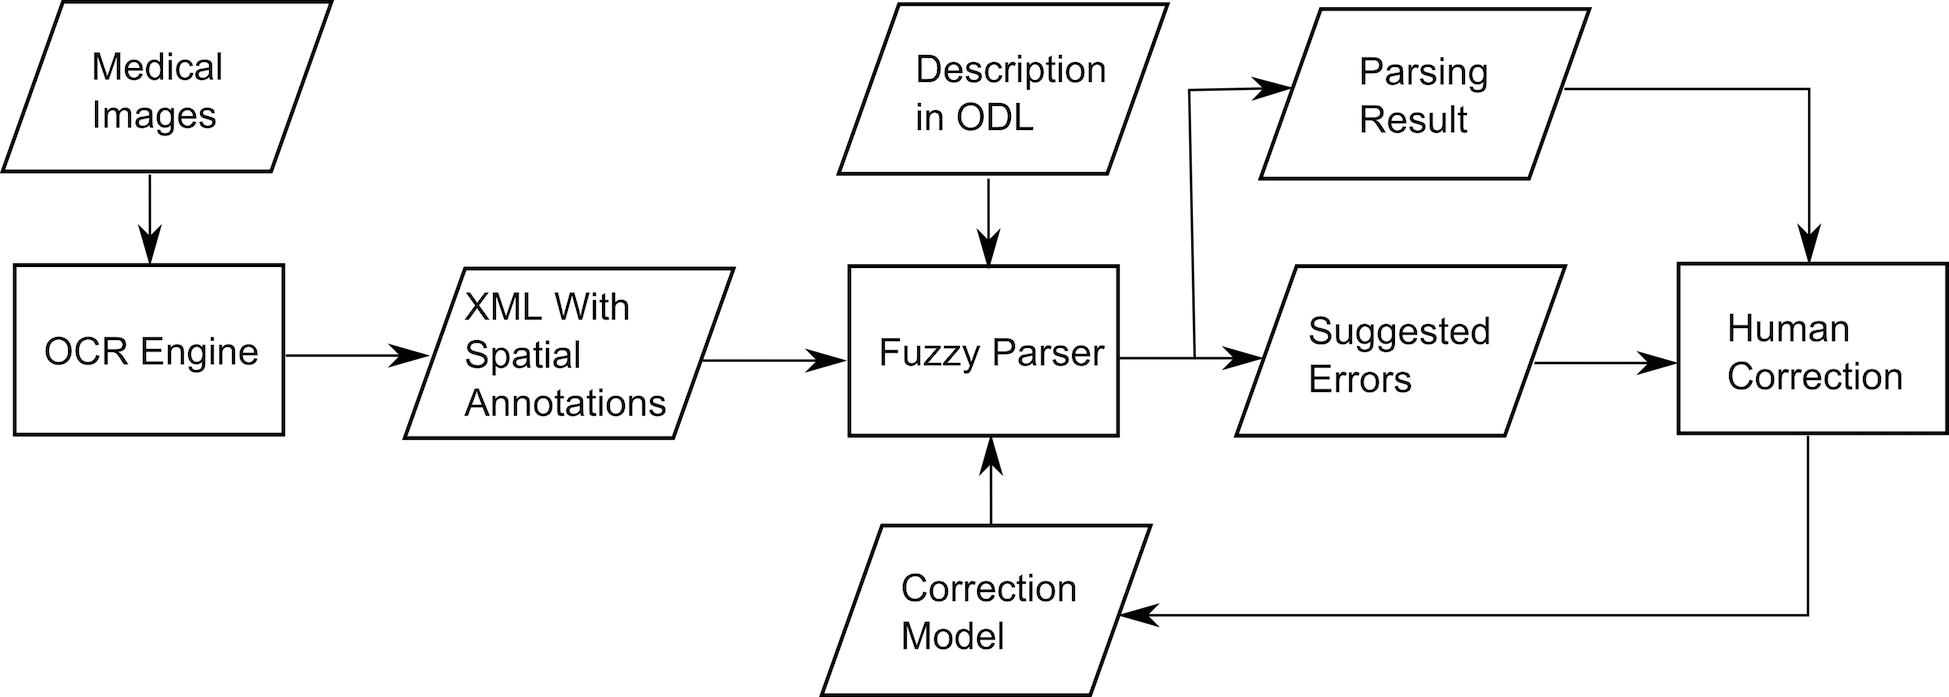 Medical
Images
Description
in ODL
Parsing
Result
OCR Engine
XML With
Spatial
Annotations
Fuzzy Parser
Suggested
Errors
Human
Correction
Correction
Model